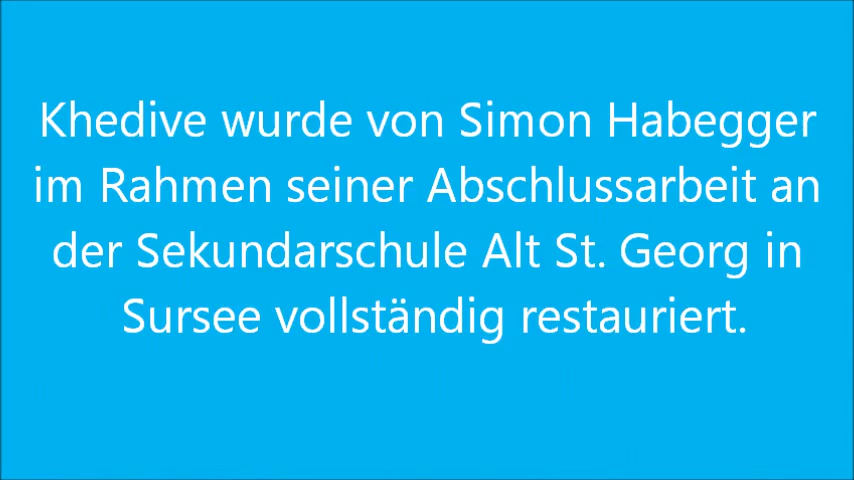 Khedive wurde von Simon Habegger
im Rahmen seiner Abschlussarbeit an
der Sekundarschule Alt St. Georg in
Sursee vollständig restauriert.